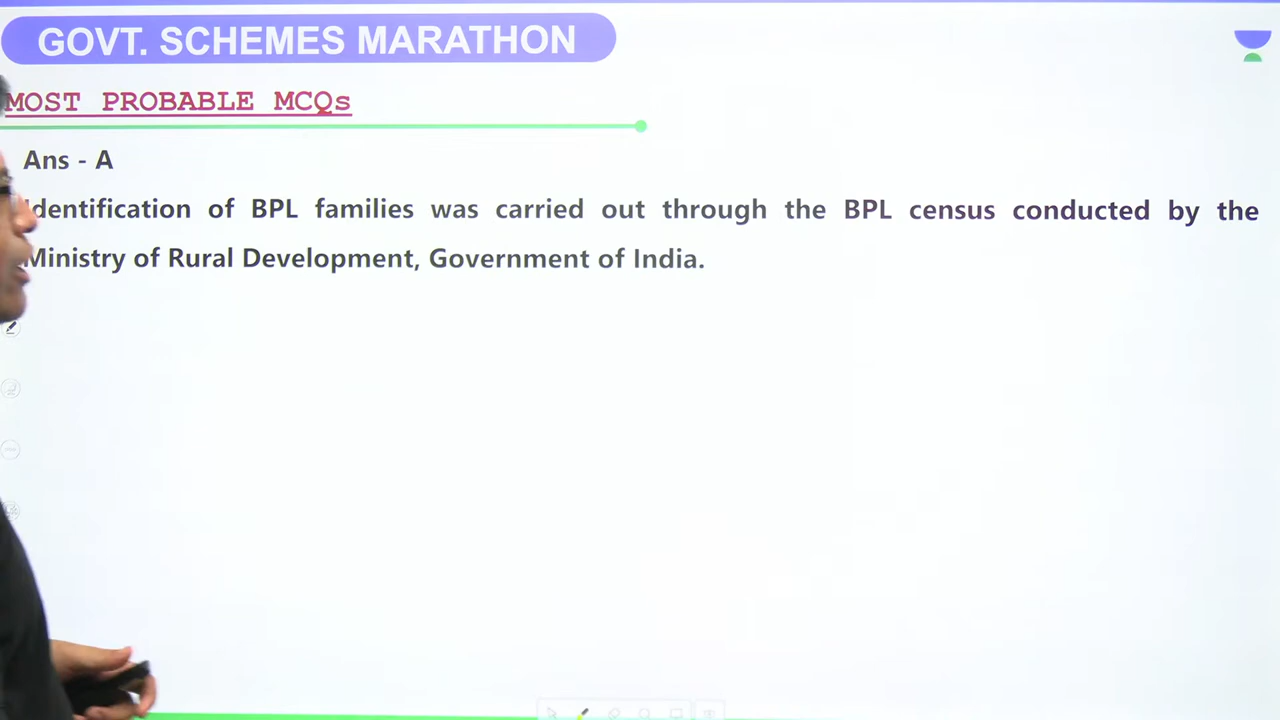 GOVT. SCHEMES MARATHON
MOST PROBABLE MCQs
Ans - A
Identification of BPL families was carried out through the BPL census conducted by the
Ministry of Rural Development, Government of India.